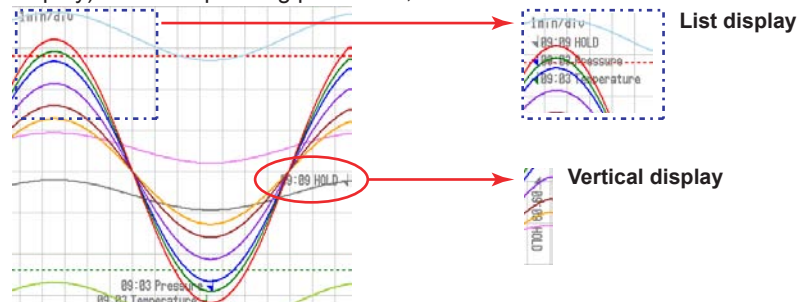 1min/div
09:09 HOLD
09:03 Pressure
09:03 Temperature
1min/div
09:09 HOLD
09:03 Pressure
09:03 Temperature
List display
09:09 HOLD
Vertical display